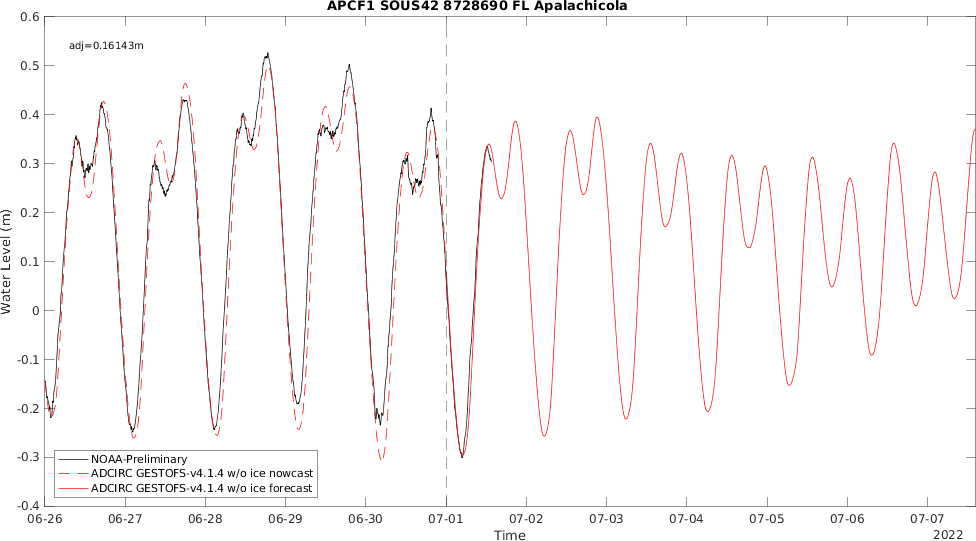 APCF1 SOUS42 8728690 FL Apalachicola
adj=0.16143m
Water Level (m)
0.6
0.5
0.4
0.3
0.2
0.1
0
-0.1
-0.2
-0.3
-0.4
NOAA-Preliminary
ADCIRC GESTOFS-v4.1.4 w/o ice nowcast
ADCIRC GESTOFS-v4.1.4 w/o ice forecast
06-26 06-27 06-28 06-29 06-30 07-01 07-02 07-03 07-04 07-05 07-06 07-07
Time
2022